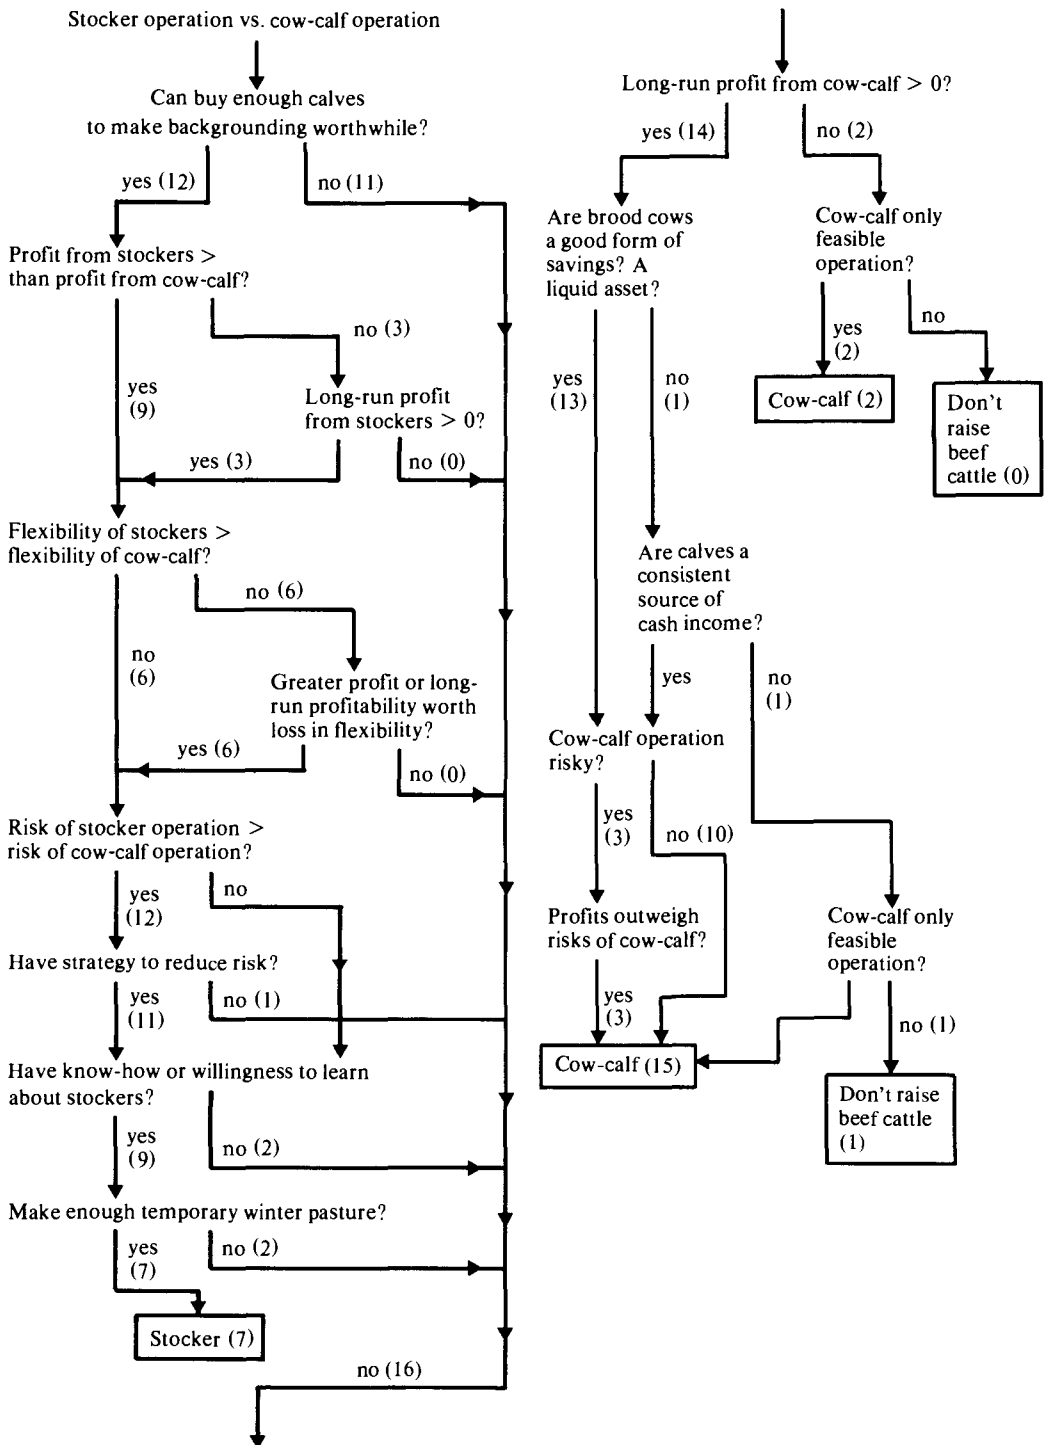 Stocker operation vs. cow-calf operation
Can buy enough calves
to make backgrounding worthwhile?
yes (12)
no (11)
Profit from stockers >
than profit from cow-calf?
no (3)
yes
(9)
Long-run profit
from stockers > 0?
yes (3)
no (0)
Flexibility of stockers >
flexibility of cow-calf?
no (6)
no
(6)
Greater profit or long-
run profitability worth
loss in flexibility?
yes (6)
no (0)
Risk of stocker operation >
risk of cow-calf operation?
yes
(12)
no
Have strategy to reduce risk?
yes
(11)
no (1)
Have know-how or willingness to learn
about stockers?
yes
(9)
no (2)
Make enough temporary winter pasture?
yes
(7)
no (2)
Stocker (7)
no (16)
Long-run profit from cow-calf > 0?
yes (14)
no (2)
Are brood cows
a good form of
savings? A
liquid asset?
Cow-calf only
feasible
operation?
yes
(2)
no
Cow-calf (2)
Don't
raise
beef
cattle (0)
yes
(13)
no
(1)
Are calves a
consistent
source of
cash income?
yes
no
(1)
Cow-calf operation
risky?
yes
(3)
no (10)
Profits outweigh
risks of cow-calf?
Cow-calf only
feasible
operation?
yes
(3)
no (1)
Cow-calf (15)
Don't raise
beef cattle
(1)